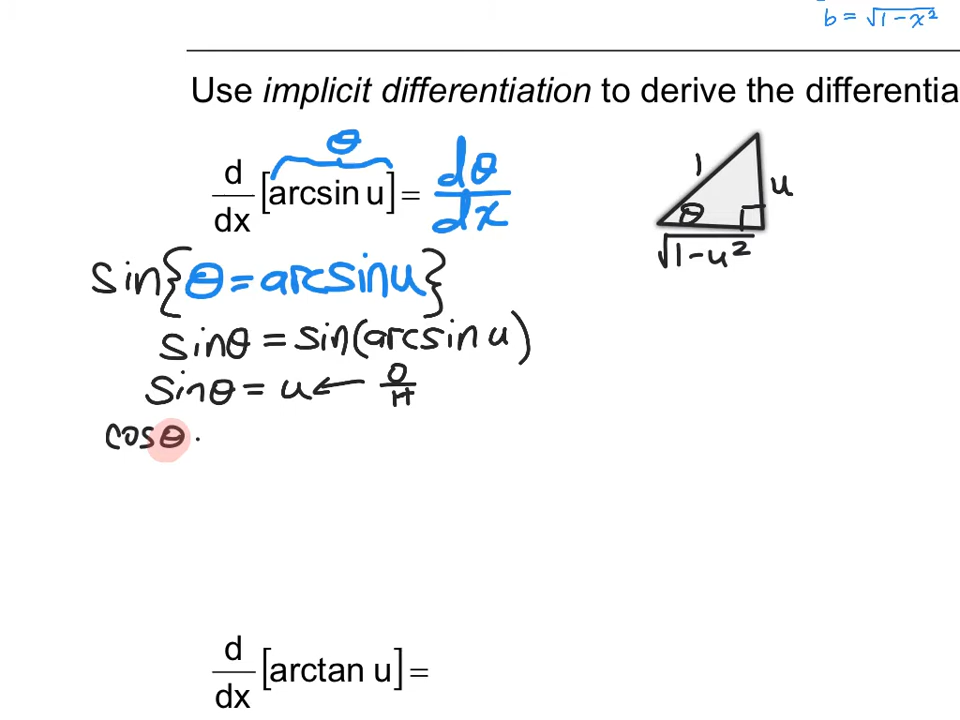 b = √1-x²
Use implicit differentiation to derive the differentia
θ
d/dx [arcsin u] = dθ/dx
1
u
θ
√1-u²
sin{θ = arcsin u}
sinθ = sin(arcsin u)
sinθ = u ← O/H
cosθ ·
d/dx [arctan u] =